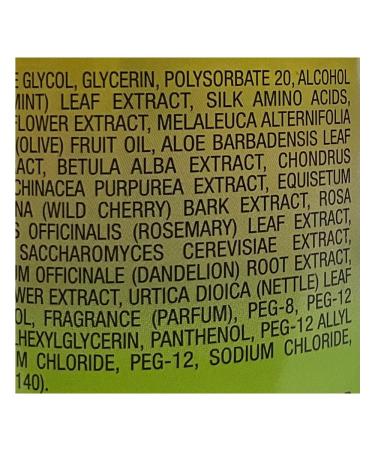 GLYCOL, GLYCERIN, POLYSORBATE 20, ALCOHOL
MINT) LEAF EXTRACT, SILK AMINO ACIDS,
FLOWER EXTRACT, MELALEUCA ALTERNIFOLIA
(OLIVE) FRUIT OIL, ALOE BARBADENSIS LEAF
ACT, BETULA ALBA EXTRACT, CHONDRUS
CHINACEA PURPUREA EXTRACT, EQUISETUM
NA (WILD CHERRY) BARK EXTRACT, ROSA
S OFFICINALIS (ROSEMARY) LEAF EXTRACT,
SACCHAROMYCES CEREVISIAE EXTRACT,
UM OFFICINALE (DANDELION) ROOT EXTRACT,
WER EXTRACT, URTICA DIOICA (NETTLE) LEAF
OL, FRAGRANCE (PARFUM), PEG-8, PEG-12
LHEXYLGLYCERIN, PANTHENOL, PEG-12 ALLYL
M CHLORIDE, PEG-12, SODIUM CHLORIDE,
140).